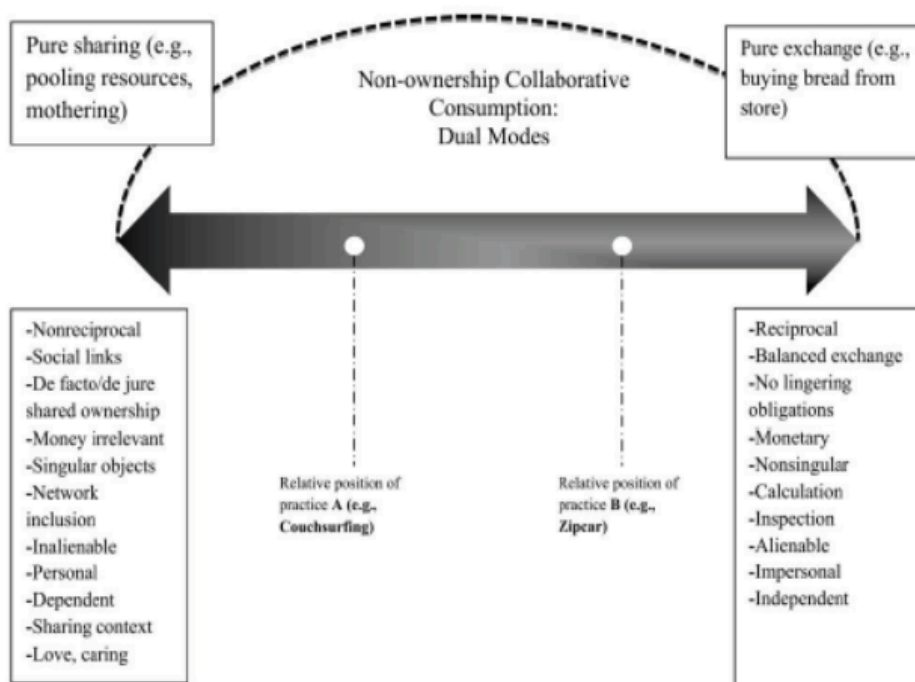 Pure sharing (e.g.,
pooling resources,
mothering)
Non-ownership Collaborative
Consumption:
Dual Modes
Pure exchange (e.g.,
buying bread from
store)
-Nonreciprocal
-Social links
-De facto/de jure
shared ownership
-Money irrelevant
-Singular objects
-Network
inclusion
-Inalienable
-Personal
-Dependent
-Sharing context
-Love, caring
Relative position of
practice A (e.g.,
Couchsurfing)
Relative position of
practice B (e.g.,
Zipcar)
-Reciprocal
-Balanced exchange
-No lingering
obligations
-Monetary
-Nonsingular
-Calculation
-Inspection
-Alienable
-Impersonal
-Independent